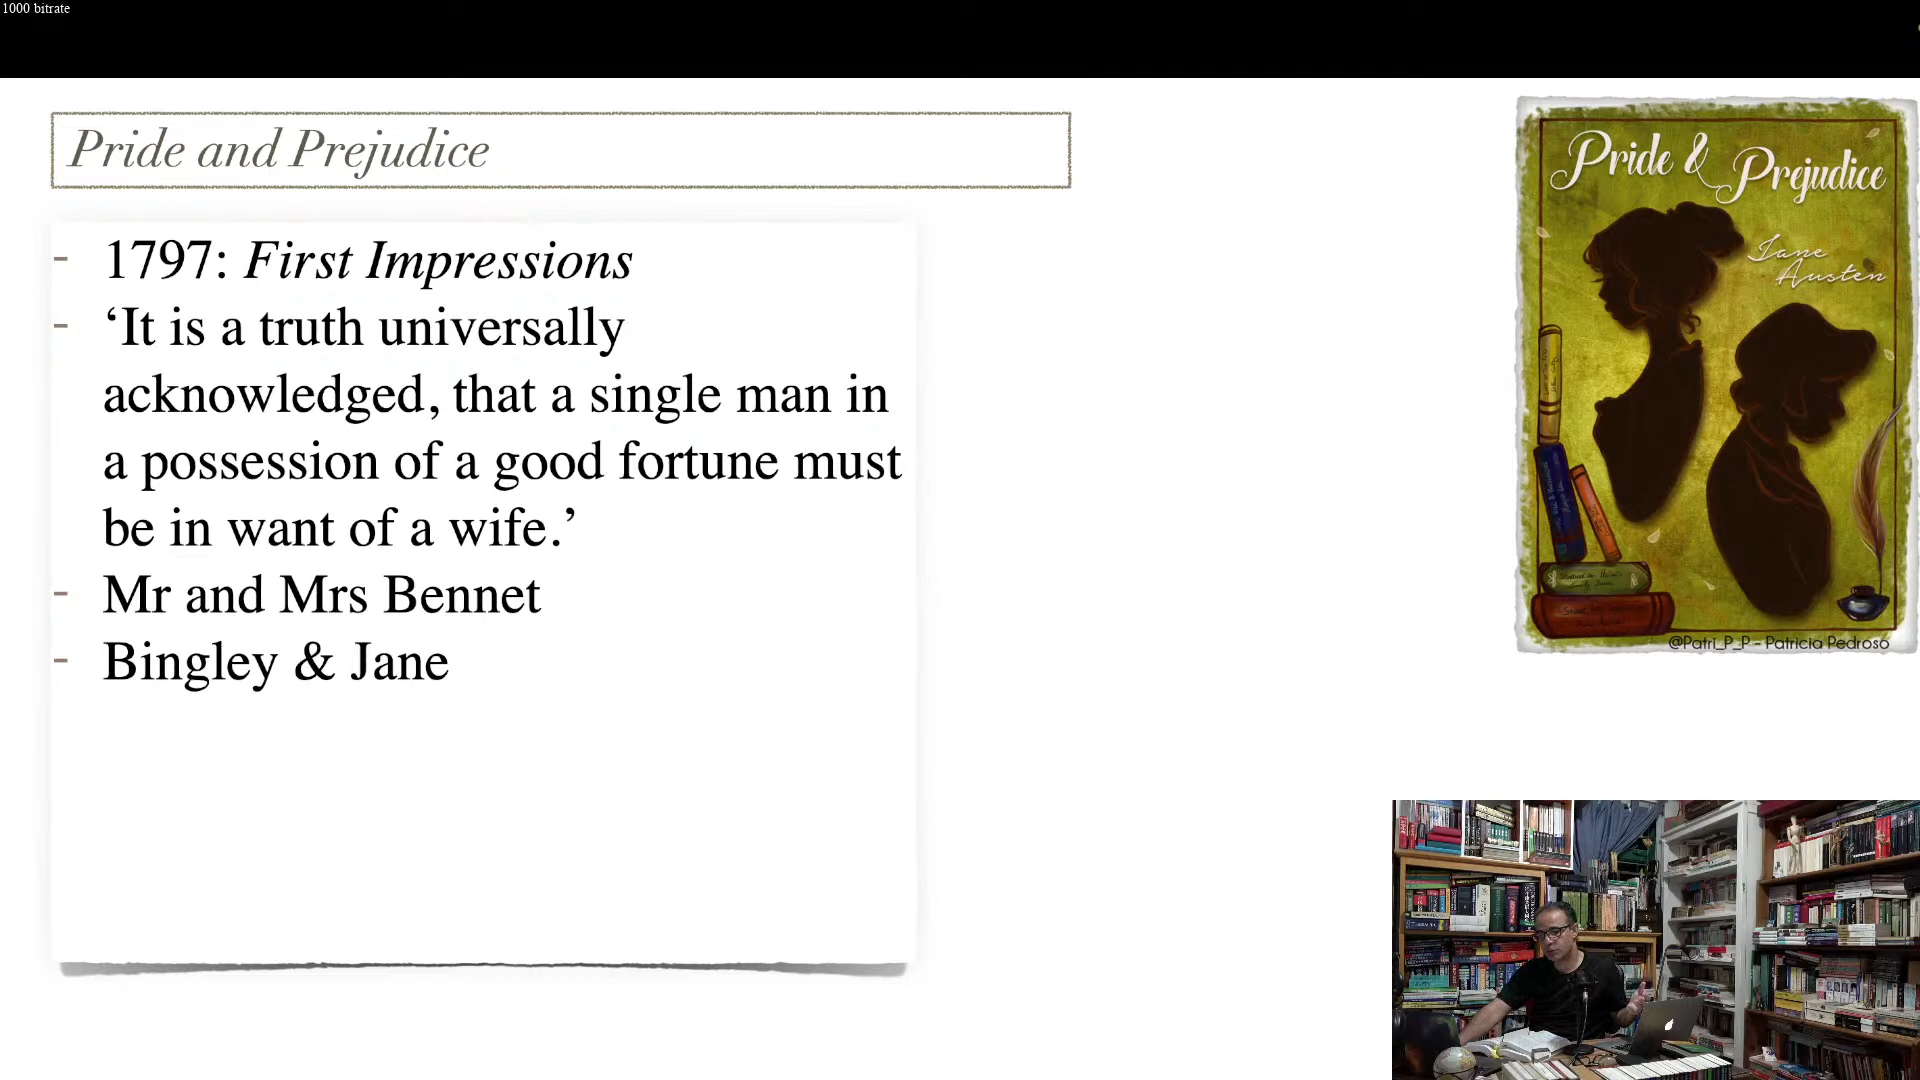 1000 bitrate
Pride and Prejudice
- 1797: First Impressions
- ‘It is a truth universally
acknowledged, that a single man in
a possession of a good fortune must
be in want of a wife.’
- Mr and Mrs Bennet
- Bingley & Jane
Pride &
Prejudice
Jane
Austen
@Patri_P_P - Patricia Pedroso